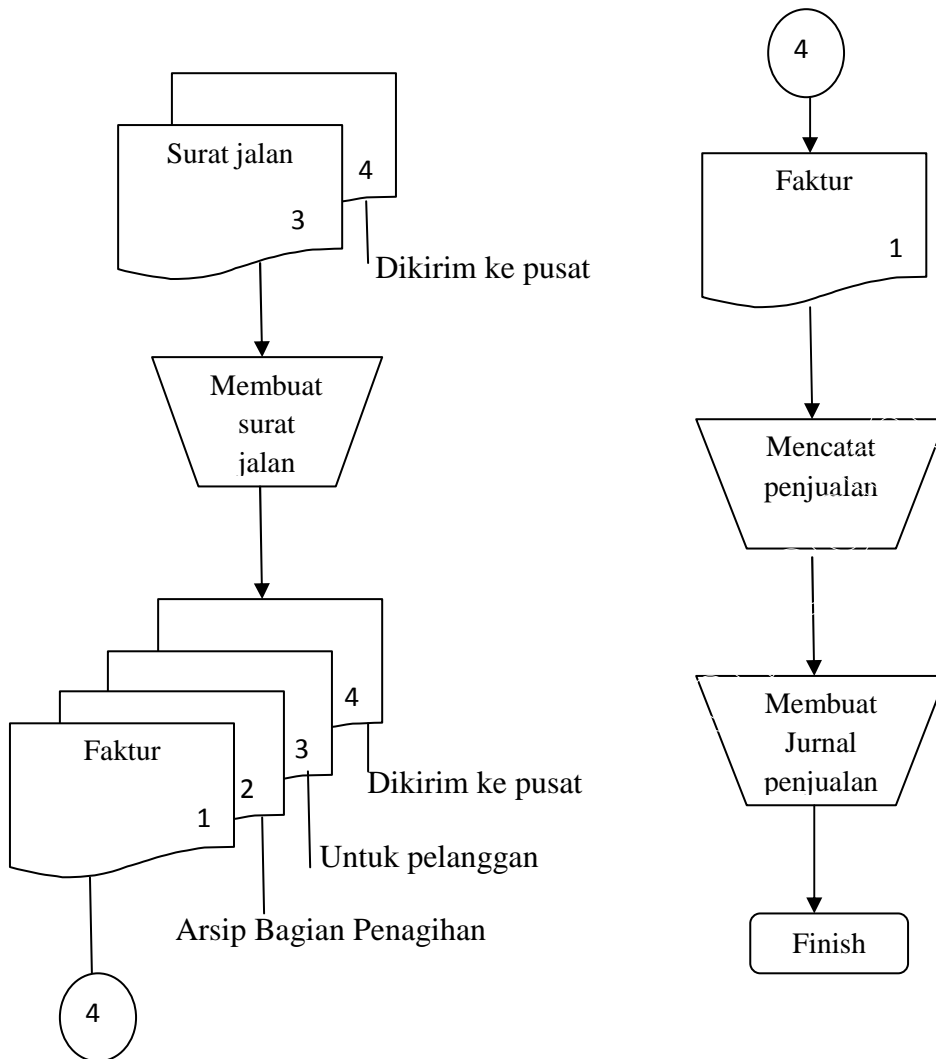 Surat jalan
4
3
Dikirim ke pusat
Membuat
surat
jalan
4
3
2
Faktur
1
Dikirim ke pusat
Untuk pelanggan
Arsip Bagian Penagihan
4
4
Faktur
1
Mencatat
penjualan
Membuat
Jurnal
penjualan
Finish